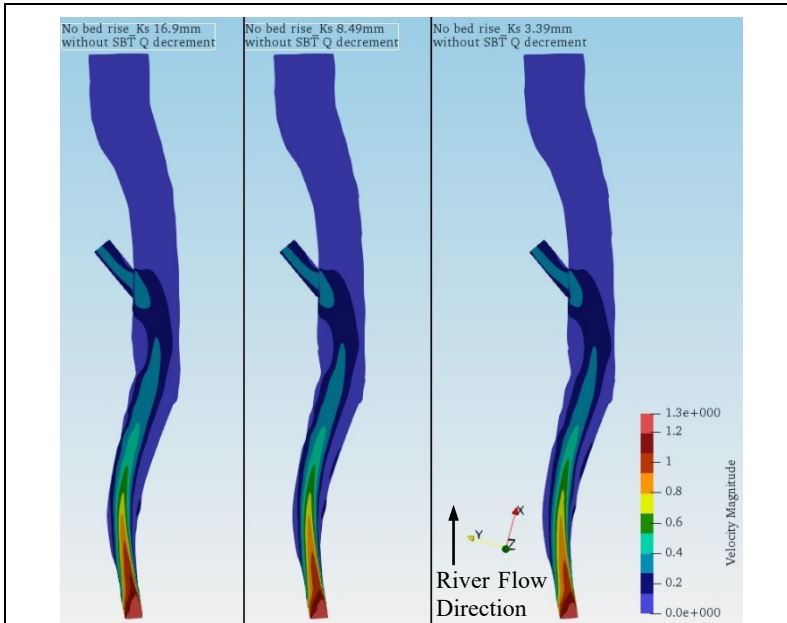 No bed rise_Ks 16.9mm
without SBT Q decrement
No bed rise_Ks 8.49mm
without SBT Q decrement
No bed rise_Ks 3.39mm
without SBT Q decrement
1.3e+000
1.2
1
0.8
0.6
0.4
0.2
0.0e+000
Velocity Magnitude
X
Y
Z
River Flow
Direction